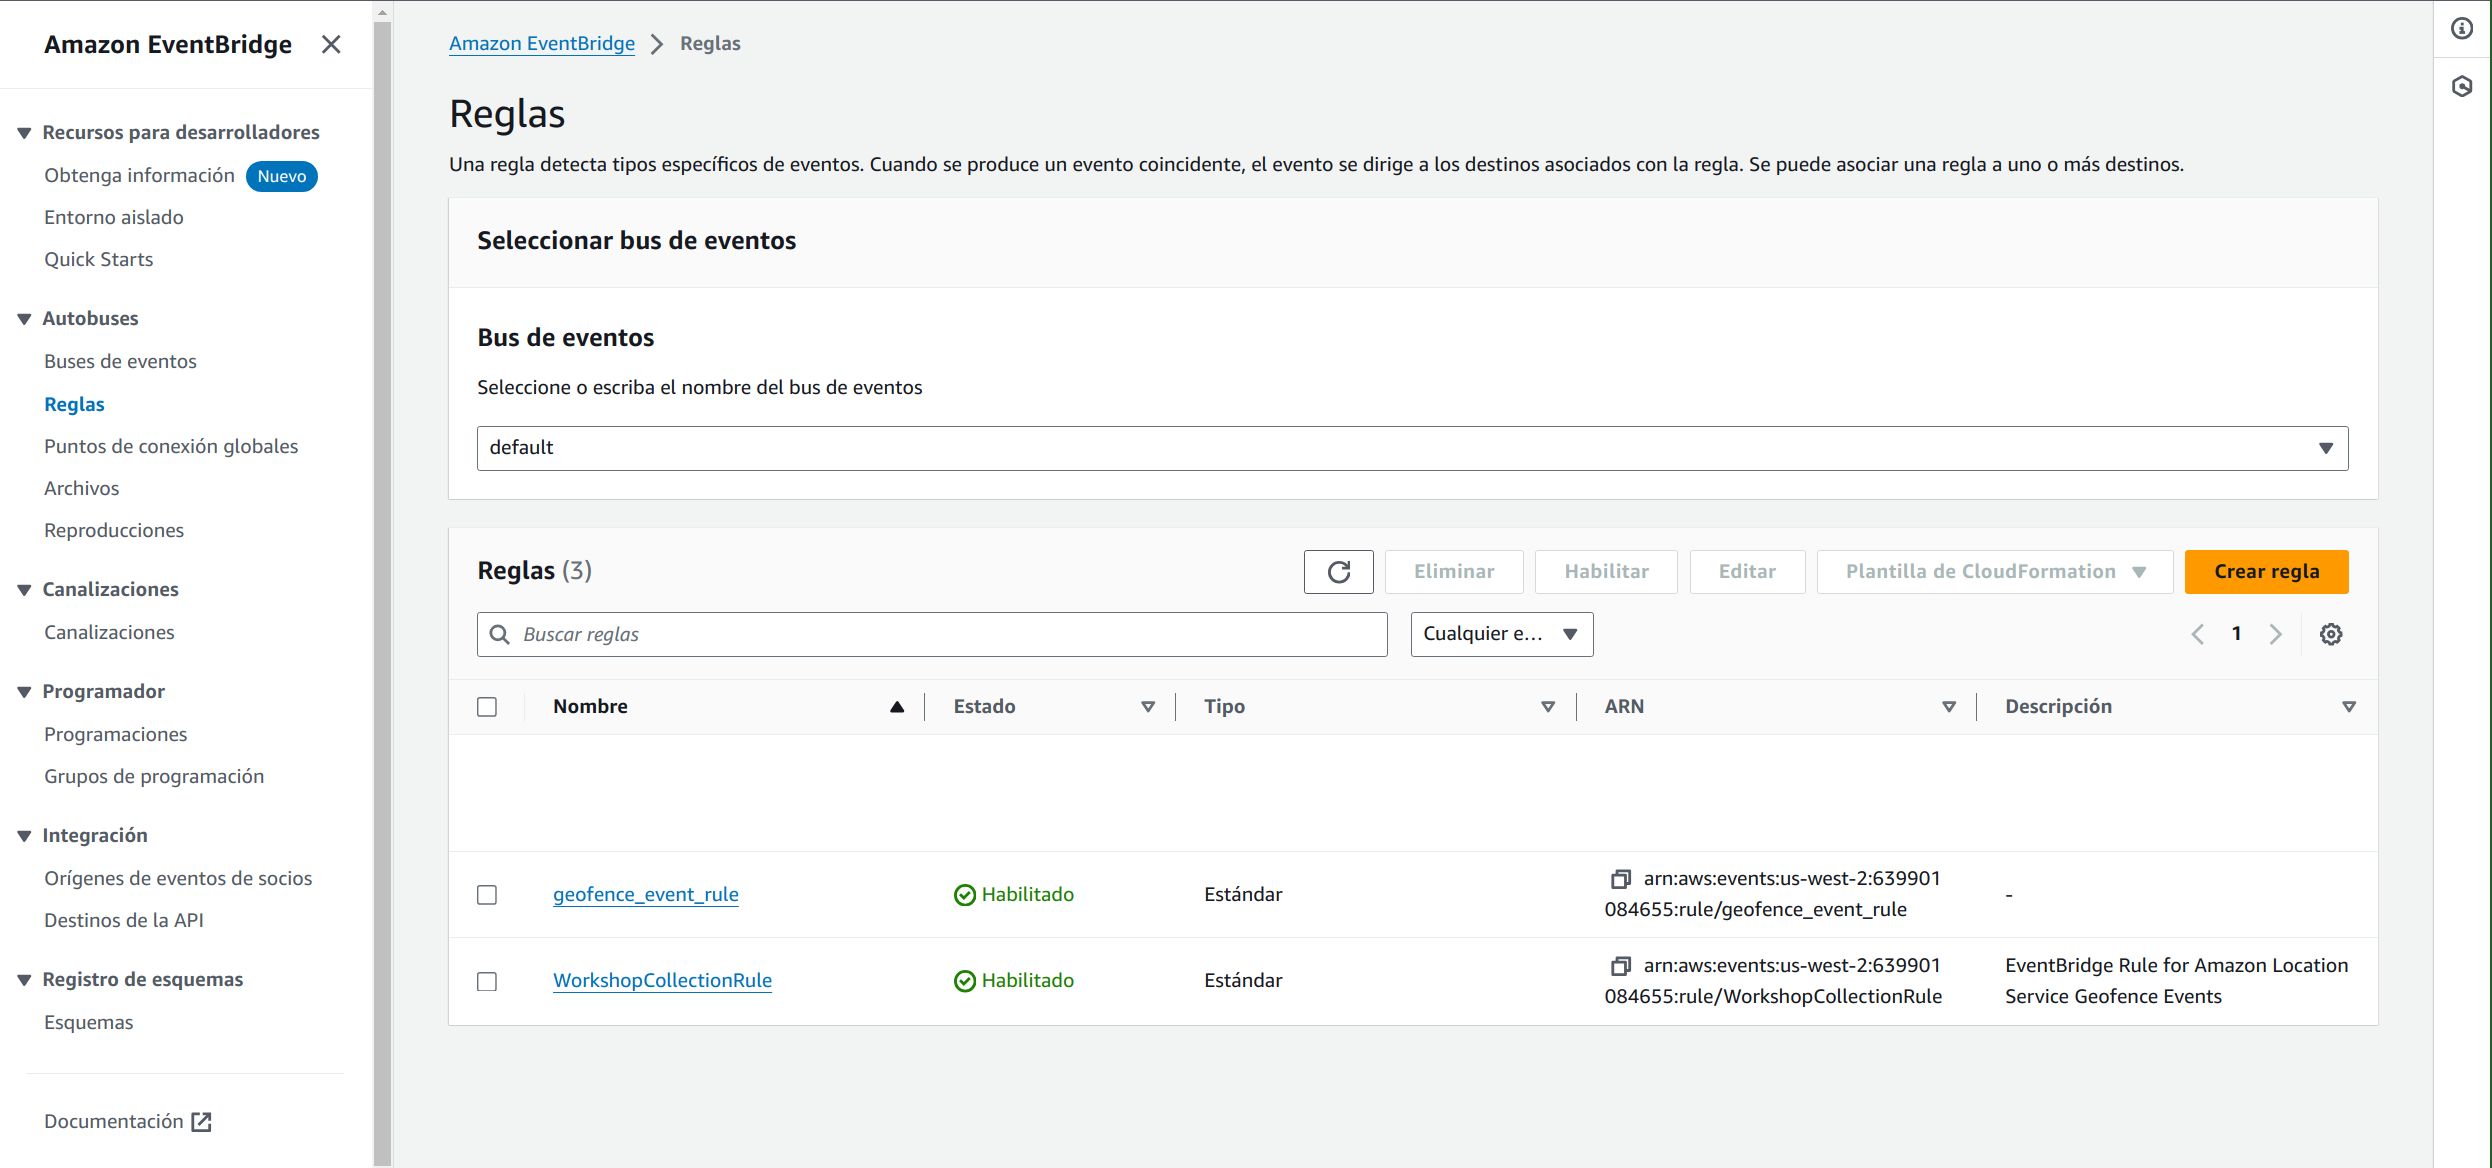 Amazon EventBridge
Recursos para desarrolladores
Obtenga información Nuevo
Entorno aislado
Quick Starts
Autobuses
Buses de eventos
Reglas
Puntos de conexión globales
Archivos
Reproducciones
Canalizaciones
Canalizaciones
Programador
Programaciones
Grupos de programación
Integración
Orígenes de eventos de socios
Destinos de la API
Registro de esquemas
Esquemas
Documentación
Amazon EventBridge Reglas
Reglas
Una regla detecta tipos específicos de eventos. Cuando se produce un evento coincidente, el evento se dirige a los destinos asociados con la regla. Se puede asociar una regla a uno o más destinos.
Seleccionar bus de eventos
Bus de eventos
Seleccione o escriba el nombre del bus de eventos
default
Reglas (3) Eliminar Habilitar Editar Plantilla de CloudFormation Crear regla
Buscar reglas Cualquier e... 1
Nombre Estado Tipo ARN Descripción
geofence_event_rule Habilitado Estándar arn:aws:events:us-west-2:639901 -
084655:rule/geofence_event_rule
WorkshopCollectionRule Habilitado Estándar arn:aws:events:us-west-2:639901 EventBridge Rule for Amazon Location
084655:rule/WorkshopCollectionRule Service Geofence Events